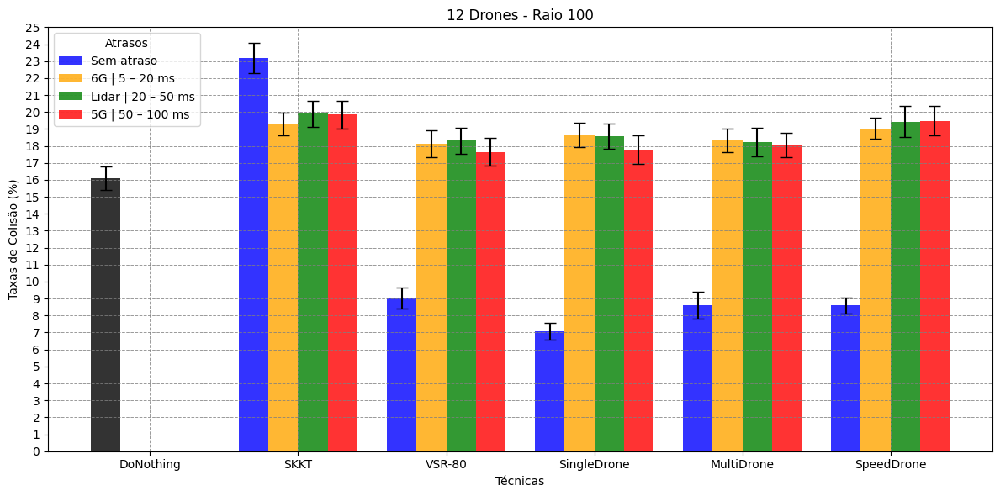 12 Drones - Raio 100
25
24
23
22
21
20
19
18
17
16
15
14
13
12
11
10
9
8
7
6
5
4
3
2
1
0
Taxas de Colisão (%)
Atrasos
Sem atraso
6G | 5 – 20 ms
Lidar | 20 – 50 ms
5G | 50 – 100 ms
DoNothing
SKKT
VSR-80
SingleDrone
MultiDrone
SpeedDrone
Técnicas